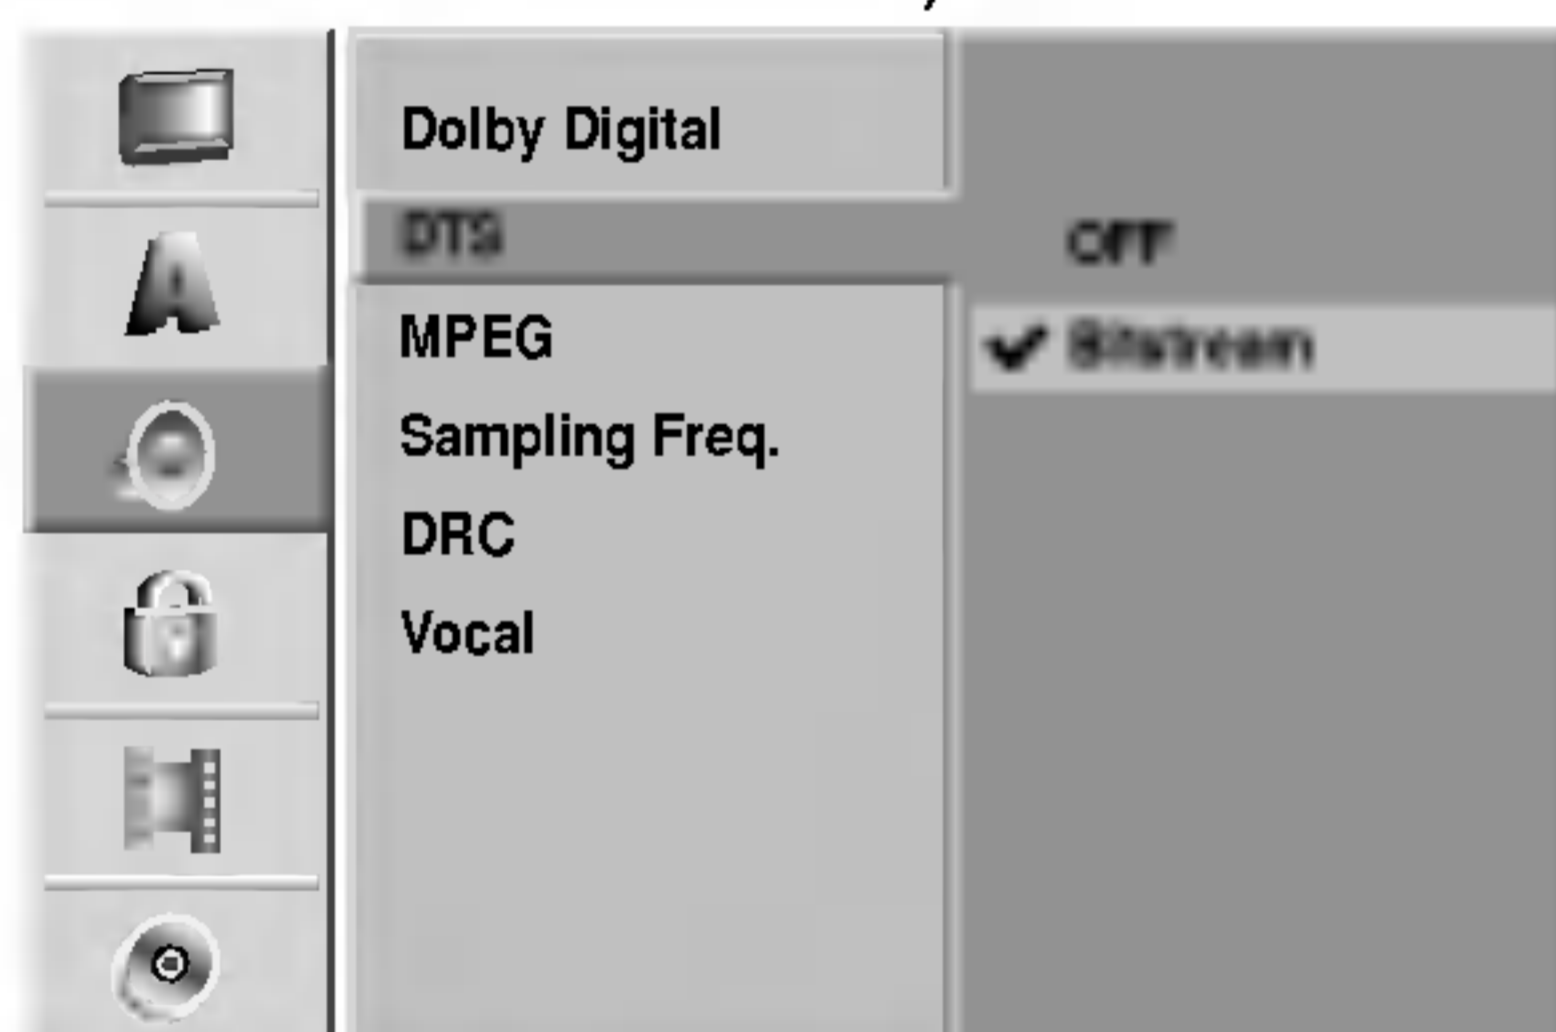 Dolby Digital
DTS
OFF
MPEG
Bitstream
Sampling Freq.
DRC
Vocal